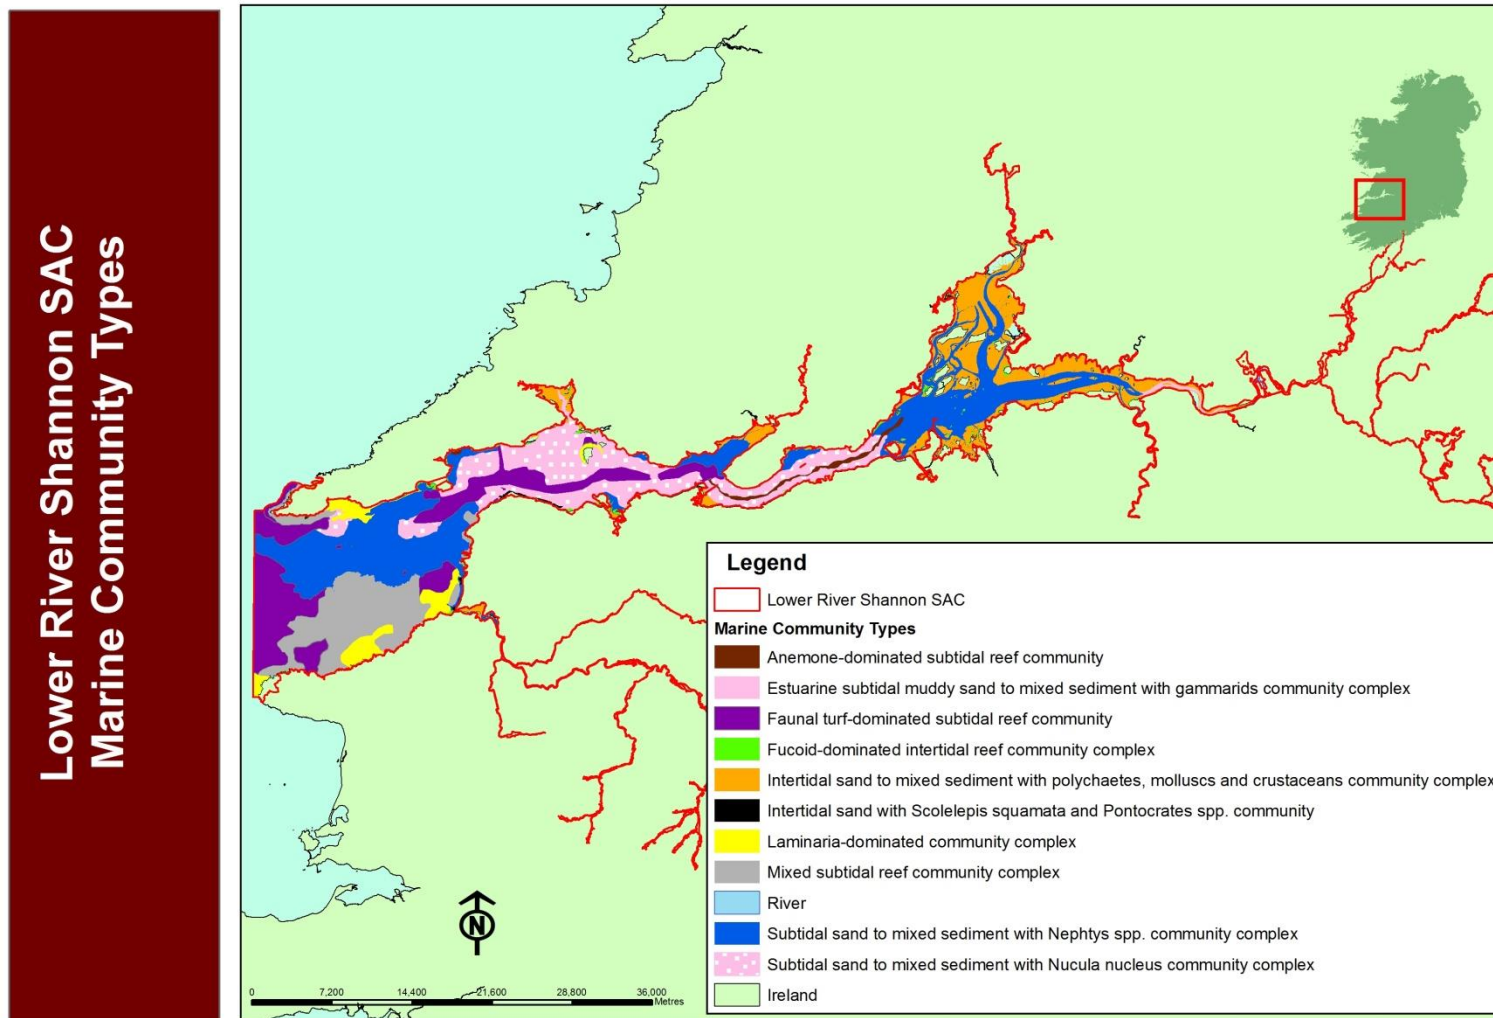 Lower River Shannon SAC
Marine Community Types
Legend
Lower River Shannon SAC
Marine Community Types
Anemone-dominated subtidal reef community
Estuarine subtidal muddy sand to mixed sediment with gammarids community complex
Faunal turf-dominated subtidal reef community
Fucoid-dominated intertidal reef community complex
Intertidal sand to mixed sediment with polychaetes, molluscs and crustaceans community complex
Intertidal sand with Scolelepis squamata and Pontocrates spp. community
Laminaria-dominated community complex
Mixed subtidal reef community complex
River
Subtidal sand to mixed sediment with Nephtys spp. community complex
Subtidal sand to mixed sediment with Nucula nucleus community complex
Ireland
N
0 7,200 14,400 21,600 28,800 36,000
Metres